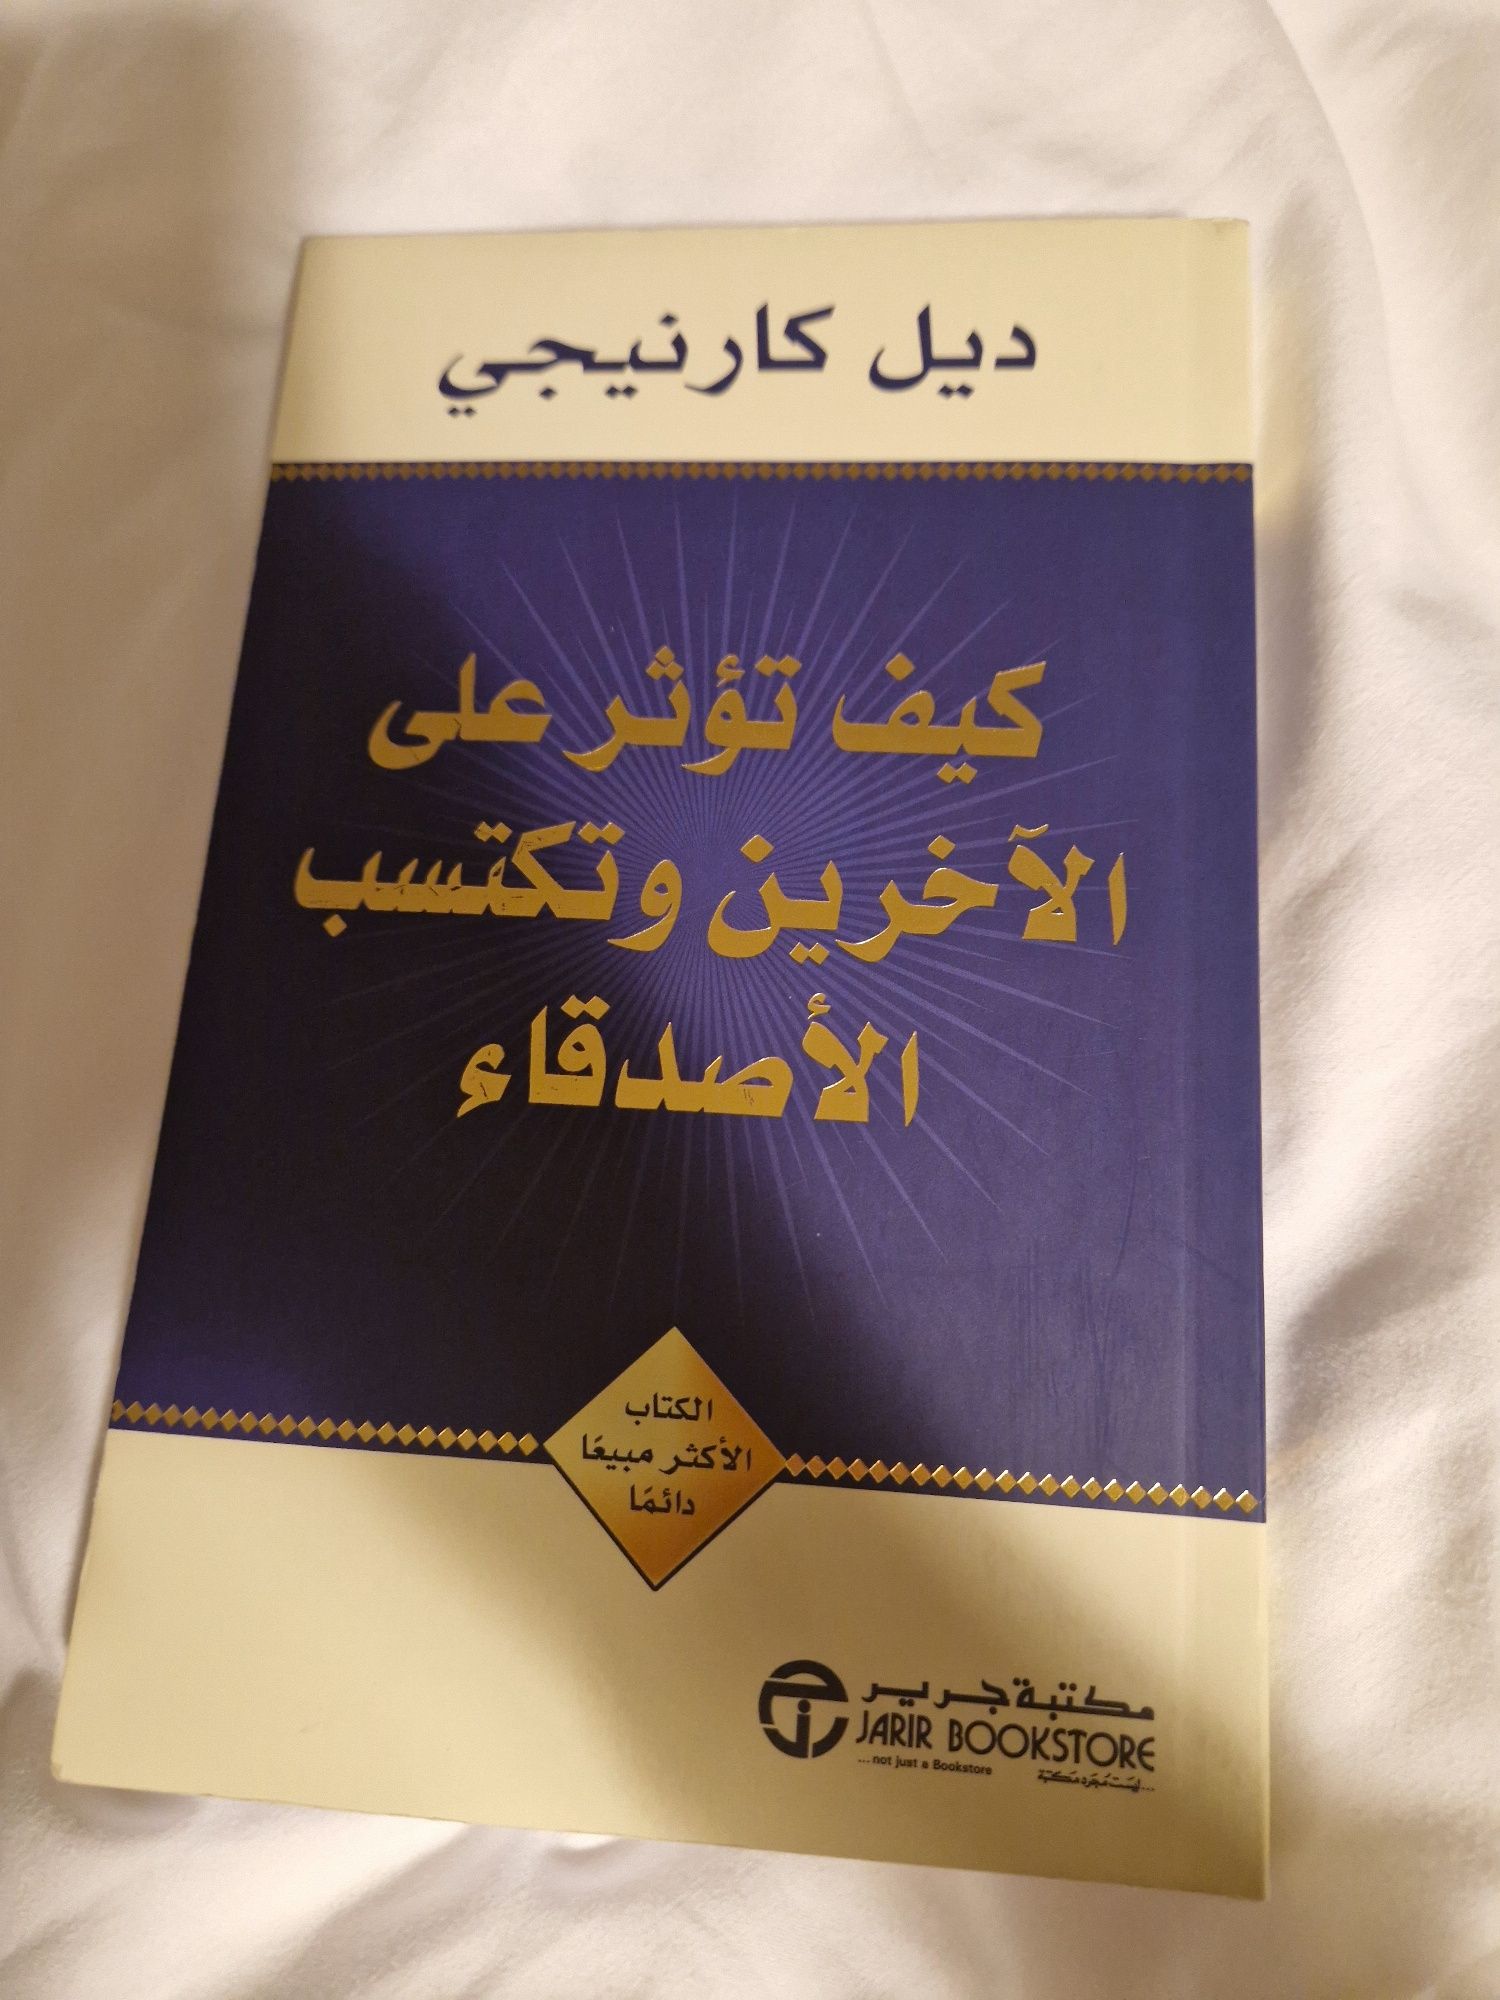 ديل كارنيجي
كيف تؤثر على
الآخرين وتكتسب
الأصدقاء
الكتاب
الأكثر مبيعًا
دائمًا
مكتبة جرير
JARIR BOOKSTORE
...not just a Bookstore
...ليست مجرد مكتبة